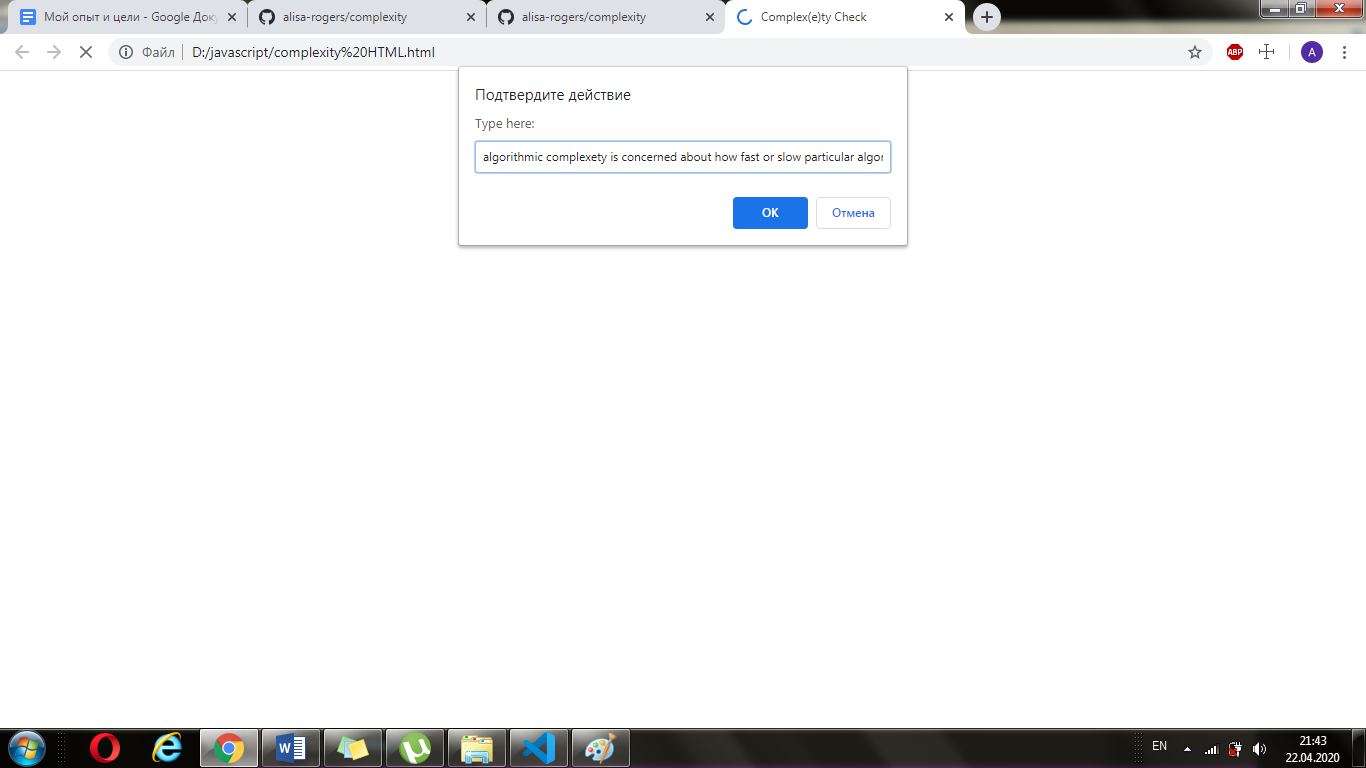 Мой опыт и цели - Google Доку
alisa-rogers/complexity
alisa-rogers/complexity
Complex(e)ty Check
Файл D:/javascript/complexity%20HTML.html
ABP
A
Подтвердите действие
Type here:
algorithmic complexety is concerned about how fast or slow particular algor
OK Отмена
EN
21:43
22.04.2020